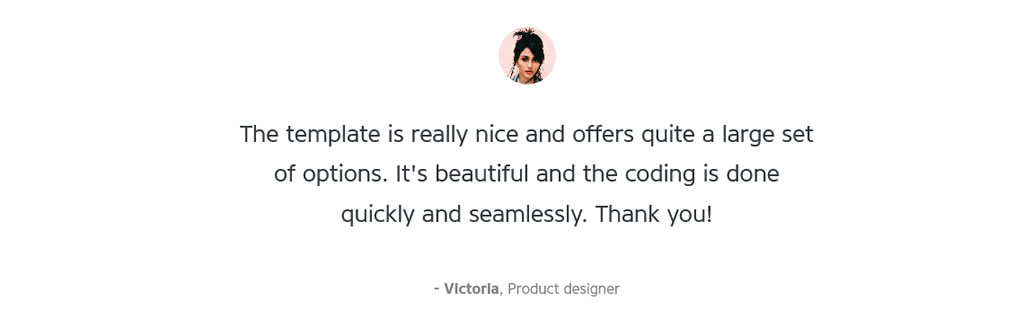 The template is really nice and offers quite a large set
of options. It's beautiful and the coding is done
quickly and seamlessly. Thank you!
- Victoria, Product designer